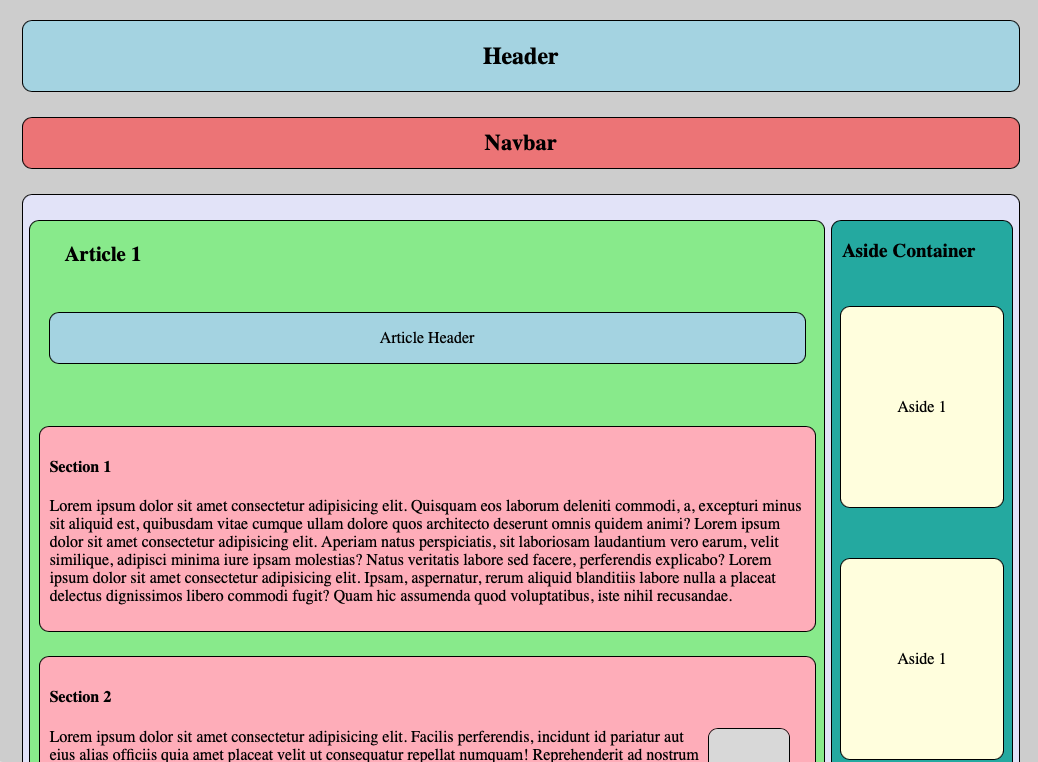 Header
Navbar
Article 1
Article Header
Section 1
Lorem ipsum dolor sit amet consectetur adipisicing elit. Quisquam eos laborum deleniti commodi, a, excepturi minus
sit aliquid est, quibusdam vitae cumque ullam dolore quos architecto deserunt omnis quidem animi? Lorem ipsum
dolor sit amet consectetur adipisicing elit. Aperiam natus perspiciatis, sit laboriosam laudantium vero earum, velit
similique, adipisci minima iure ipsam molestias? Natus veritatis labore sed facere, perferendis explicabo? Lorem
ipsum dolor sit amet consectetur adipisicing elit. Ipsam, aspernatur, rerum aliquid blanditiis labore nulla a placeat
delectus dignissimos libero commodi fugit? Quam hic assumenda quod voluptatibus, iste nihil recusandae.
Section 2
Lorem ipsum dolor sit amet consectetur adipisicing elit. Facilis perferendis, incidunt id pariatur aut
eius alias officiis quia amet placeat velit ut consequatur repellat numquam! Reprehenderit ad nostrum
Aside Container
Aside 1
Aside 1